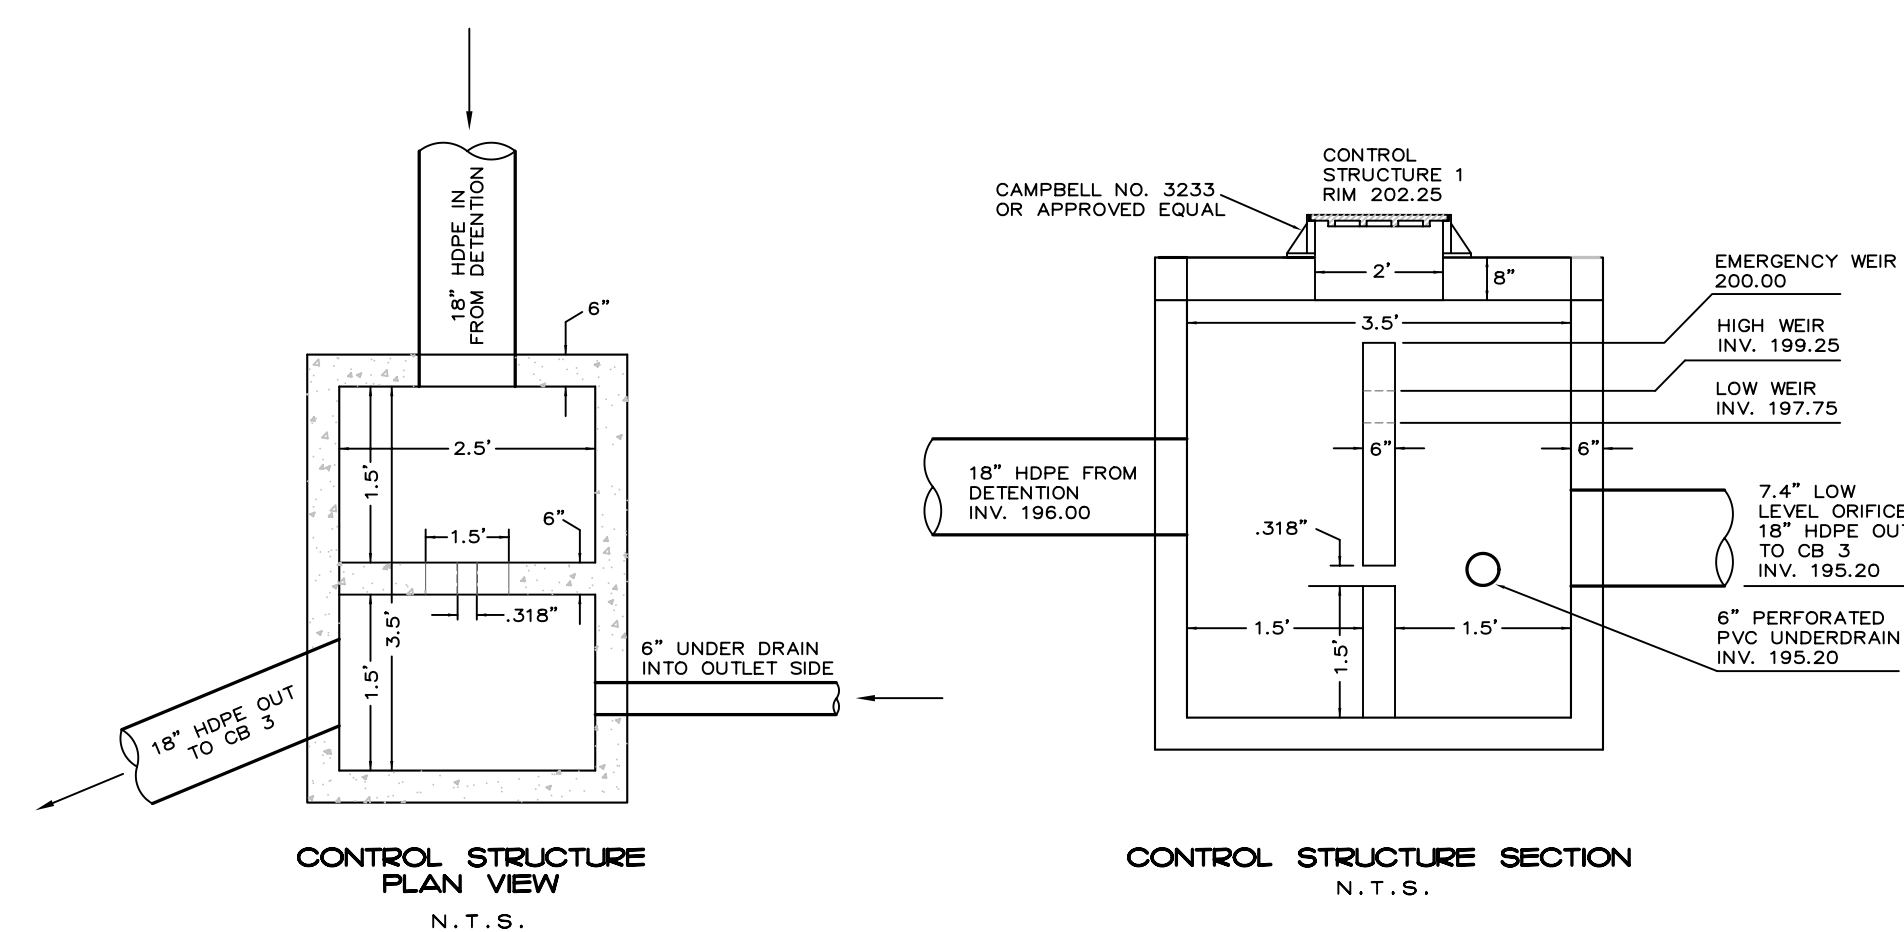 18" HDPE IN
FROM DETENTION
6"
2.5'
1.5'
6"
1.5'
.318"
3.5'
1.5'
6" UNDER DRAIN
INTO OUTLET SIDE
18" HDPE OUT
TO CB 3
CONTROL STRUCTURE
PLAN VIEW
N.T.S.
CONTROL
STRUCTURE 1
RIM 202.25
CAMPBELL NO. 3233
OR APPROVED EQUAL
2'
8"
EMERGENCY WEIR
200.00
3.5'
HIGH WEIR
INV. 199.25
LOW WEIR
INV. 197.75
6"
6"
18" HDPE FROM
DETENTION
INV. 196.00
7.4" LOW
LEVEL ORIFICE
18" HDPE OUT
TO CB 3
INV. 195.20
.318"
1.5'
1.5'
1.5'
6" PERFORATED
PVC UNDERDRAIN
INV. 195.20
CONTROL STRUCTURE SECTION
N.T.S.